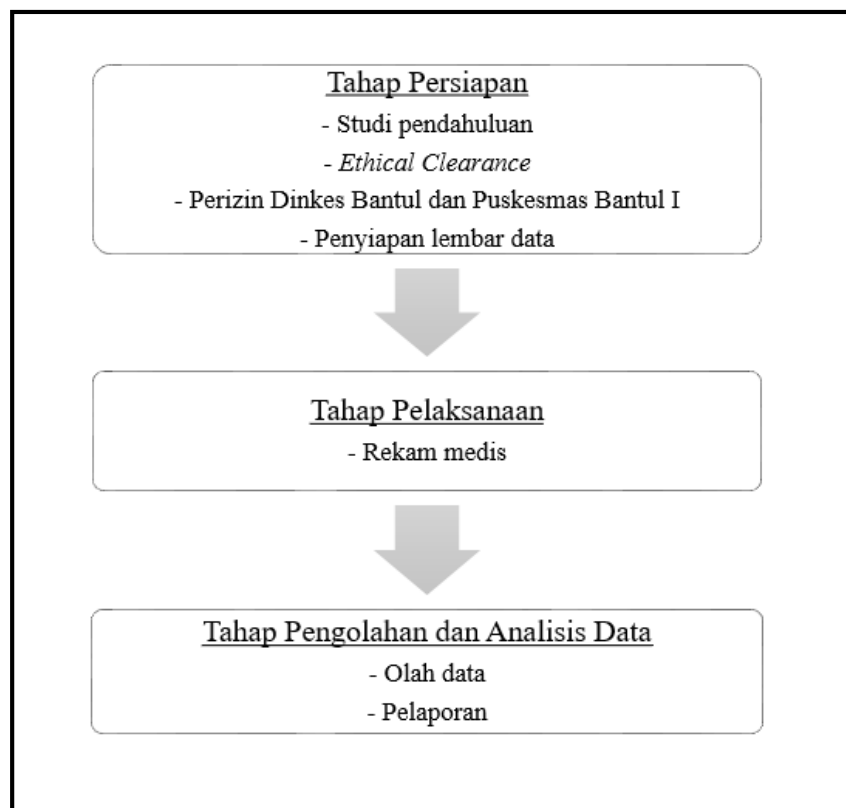 Tahap Persiapan
- Studi pendahuluan
- Ethical Clearance
- Perizin Dinkes Bantul dan Puskesmas Bantul I
- Penyiapan lembar data
Tahap Pelaksanaan
- Rekam medis
Tahap Pengolahan dan Analisis Data
- Olah data
- Pelaporan